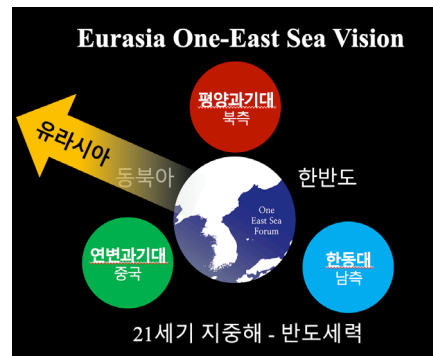 Eurasia One-East Sea Vision
평양과기대
북측
유라시아
동북아
한반도
One
East Sea
Forum
연변과기대
중국
한동대
남측
21세기 지중해 - 반도세력